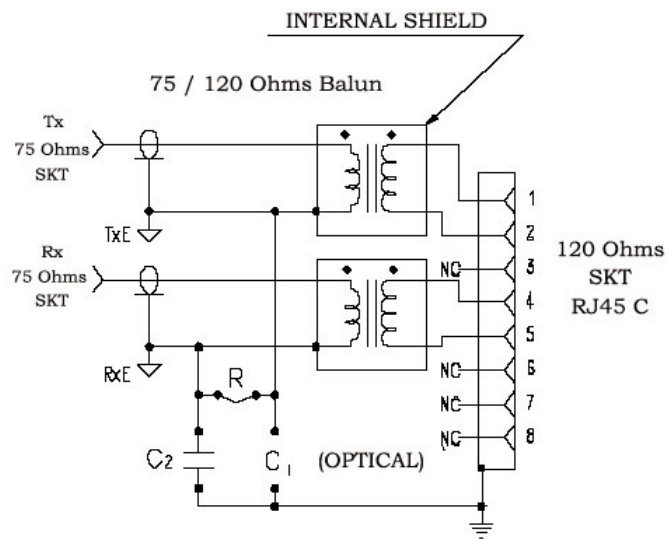 INTERNAL SHIELD
75 / 120 Ohms Balun
Tx
75 Ohms
SKT
TxE
Rx
75 Ohms
SKT
RxE
1
2
NC 3
4
5
NC 6
NC 7
NC 8
120 Ohms
SKT
RJ45 C
R
C2
C1
(OPTICAL)